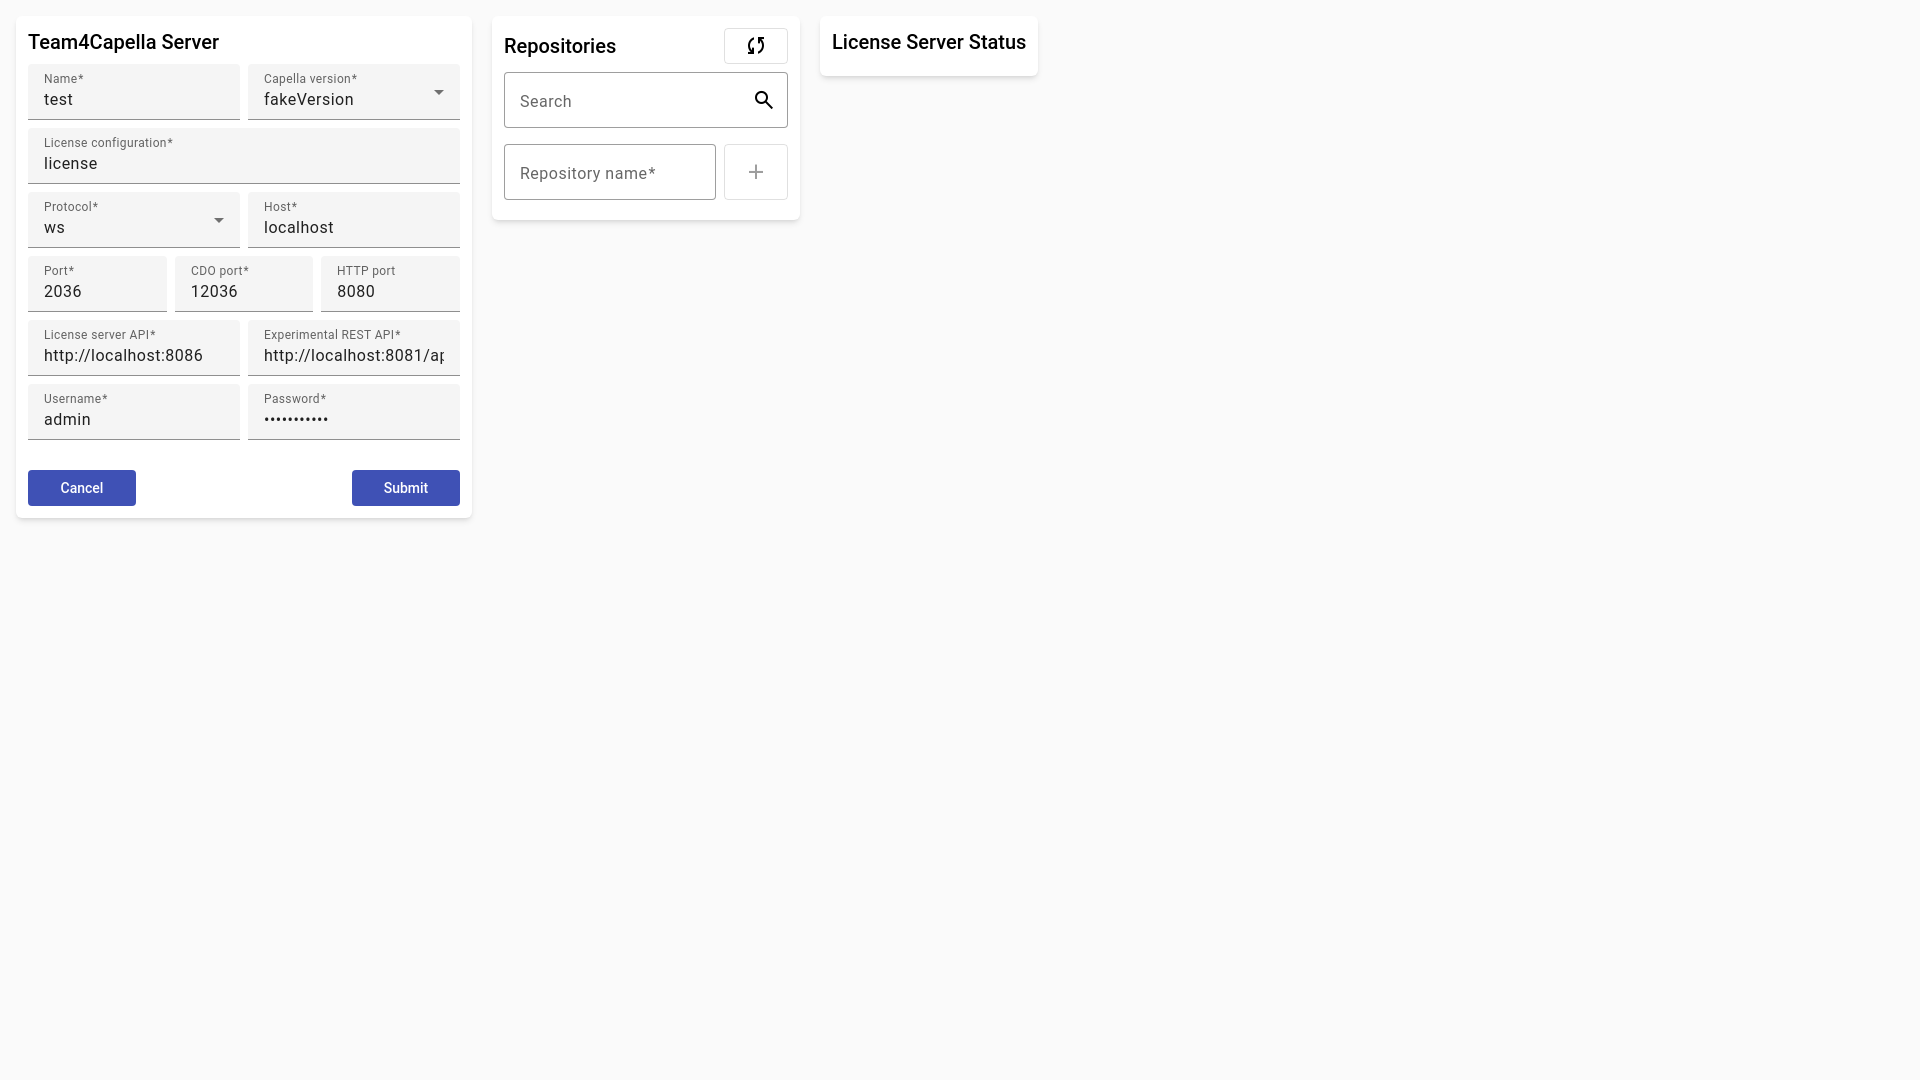 Team4Capella Server
Name*
test
Capella version*
fakeVersion
License configuration*
license
Protocol*
ws
Host*
localhost
Port*
2036
CDO port*
12036
HTTP port
8080
License server API*
http://localhost:8086
Experimental REST API*
http://localhost:8081/ap
Username*
admin
Password*
•••••••••••
Cancel
Submit
Repositories
Search
Repository name*
License Server Status